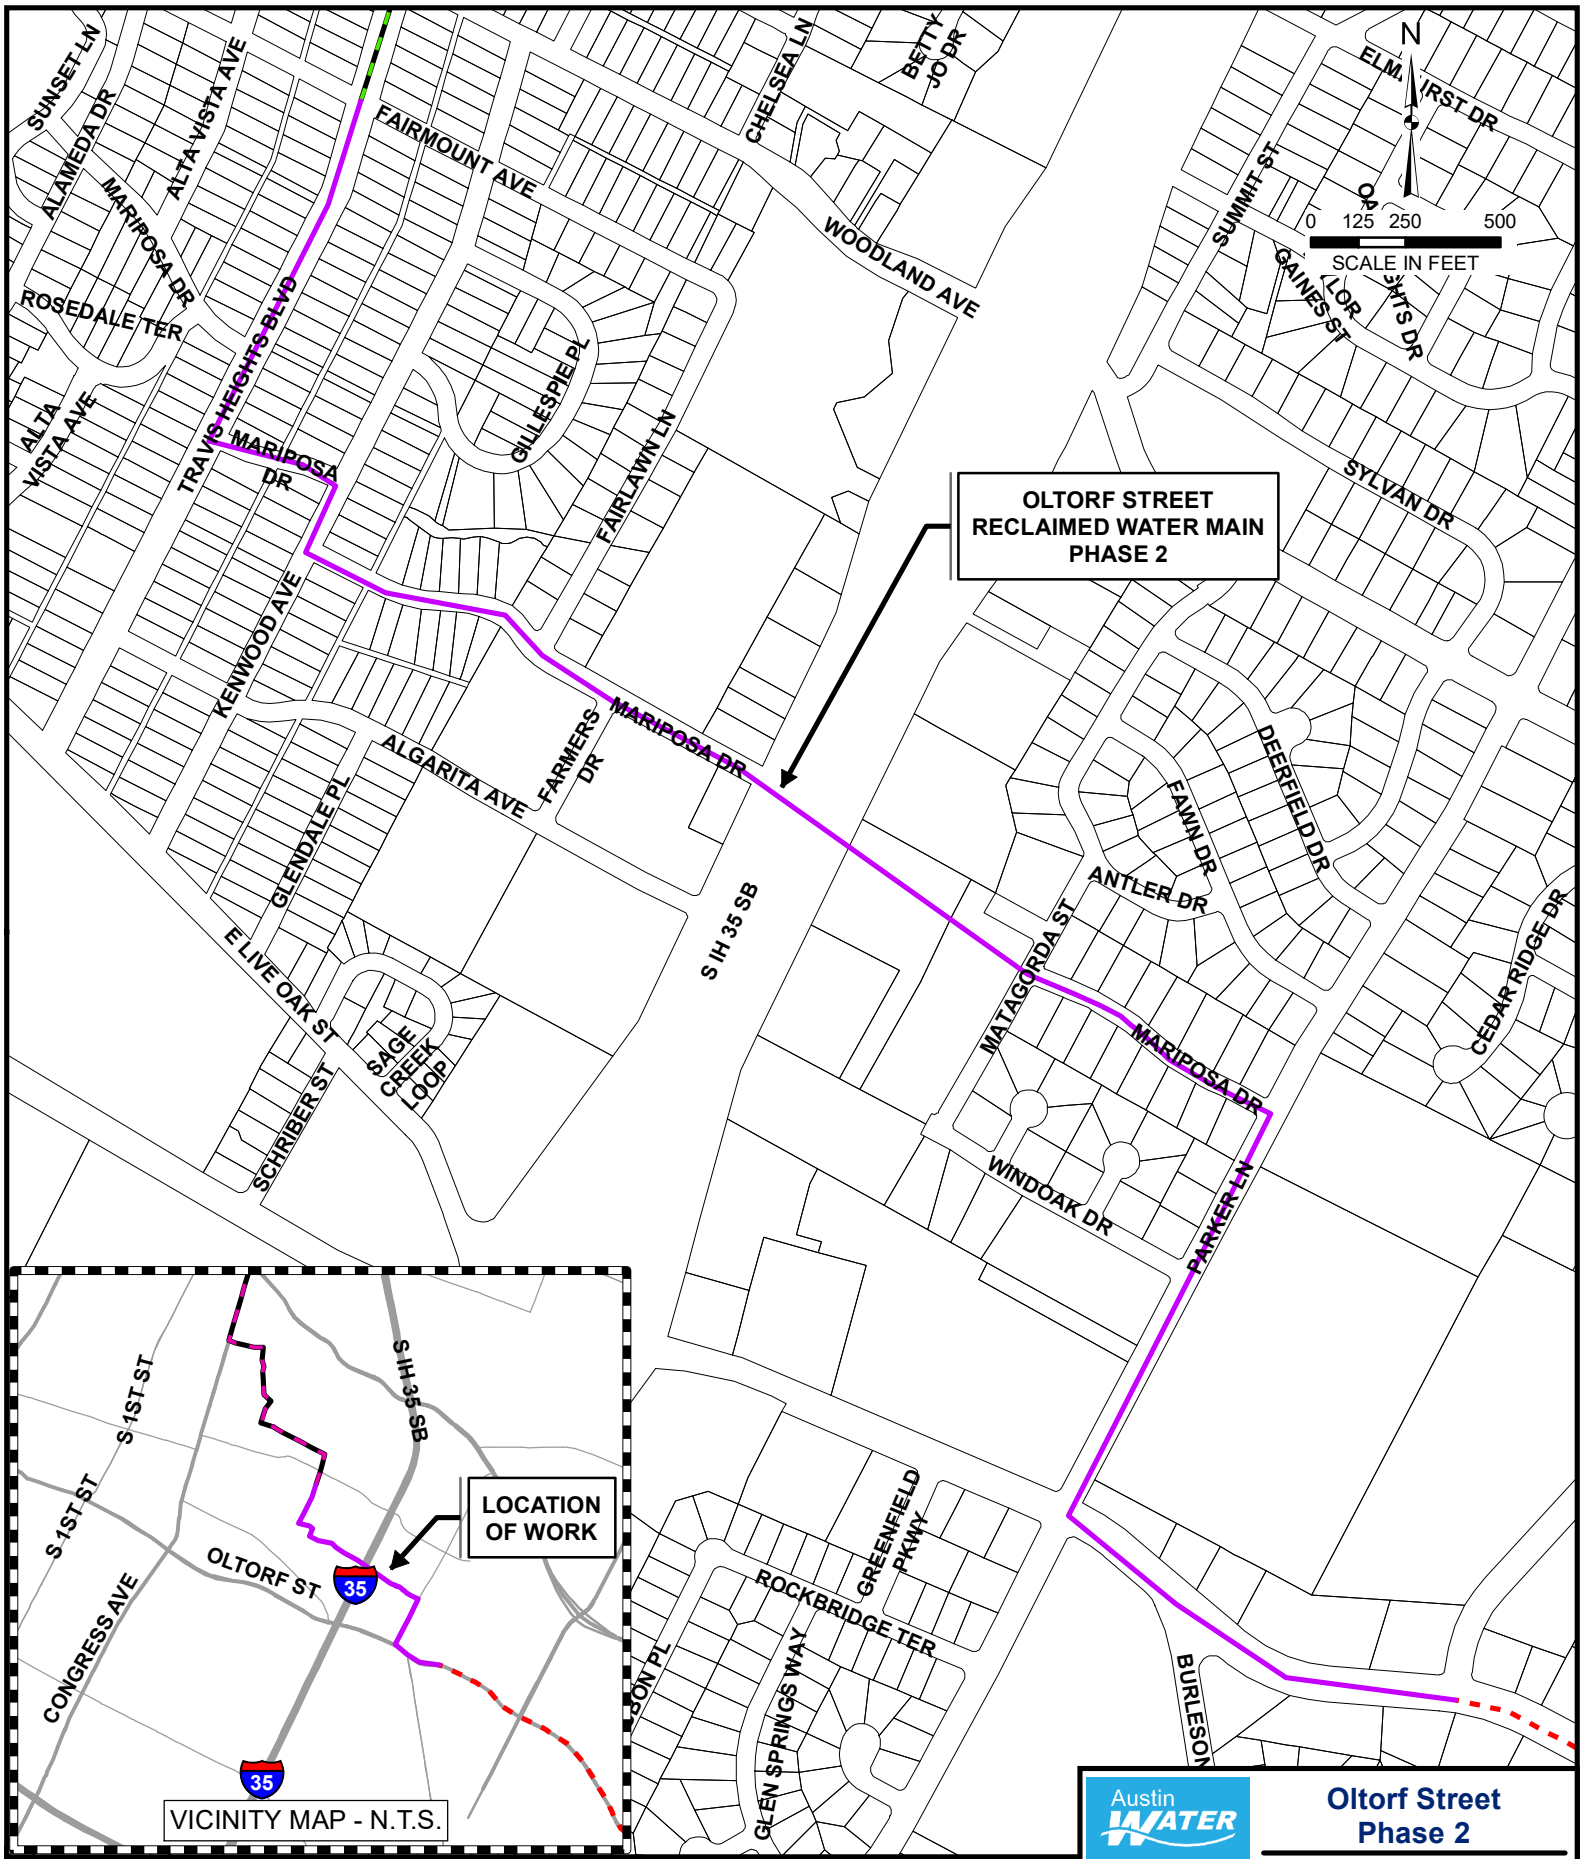 SUNSET LN
ALAMEDA DR
ALTA VISTA AVE
MARIPOSA DR
ROSEDALE TER
ALTA
VISTA AVE
FAIRMOUNT AVE
CHELSEA LN
BETTY
JO DR
WOODLAND AVE
TRAVIS HEIGHTS BLVD
GILLESPIE PL
FAIRLAWN LN
MARIPOSA
DR
KENWOOD AVE
N
0 125 250 500
SCALE IN FEET
SUMMIT ST
GAINES ST
SYLVAN DR
OLTORF STREET
RECLAIMED WATER MAIN
PHASE 2
MARIPOSA DR
FARMERS
DR
ALGARITA AVE
GLENDALE PL
E LIVE OAK ST
SAGE
CREEK
LOOP
SCHRIBER ST
S IH 35 SB
DEERFIELD DR
FAWN DR
ANTLER DR
MATAGORDA ST
MARIPOSA DR
CEDAR RIDGE DR
WINDOAK DR
PARKER LN
GREENFIELD
PKWY
ROCKBRIDGE TER
GLEN SPRINGS WAY
BURLESON
S 1ST ST
S 1ST ST
S IH 35 SB
LOCATION
OF WORK
OLTORF ST
35
CONGRESS AVE
35
VICINITY MAP - N.T.S.
Austin
WATER
Oltorf Street
Phase 2